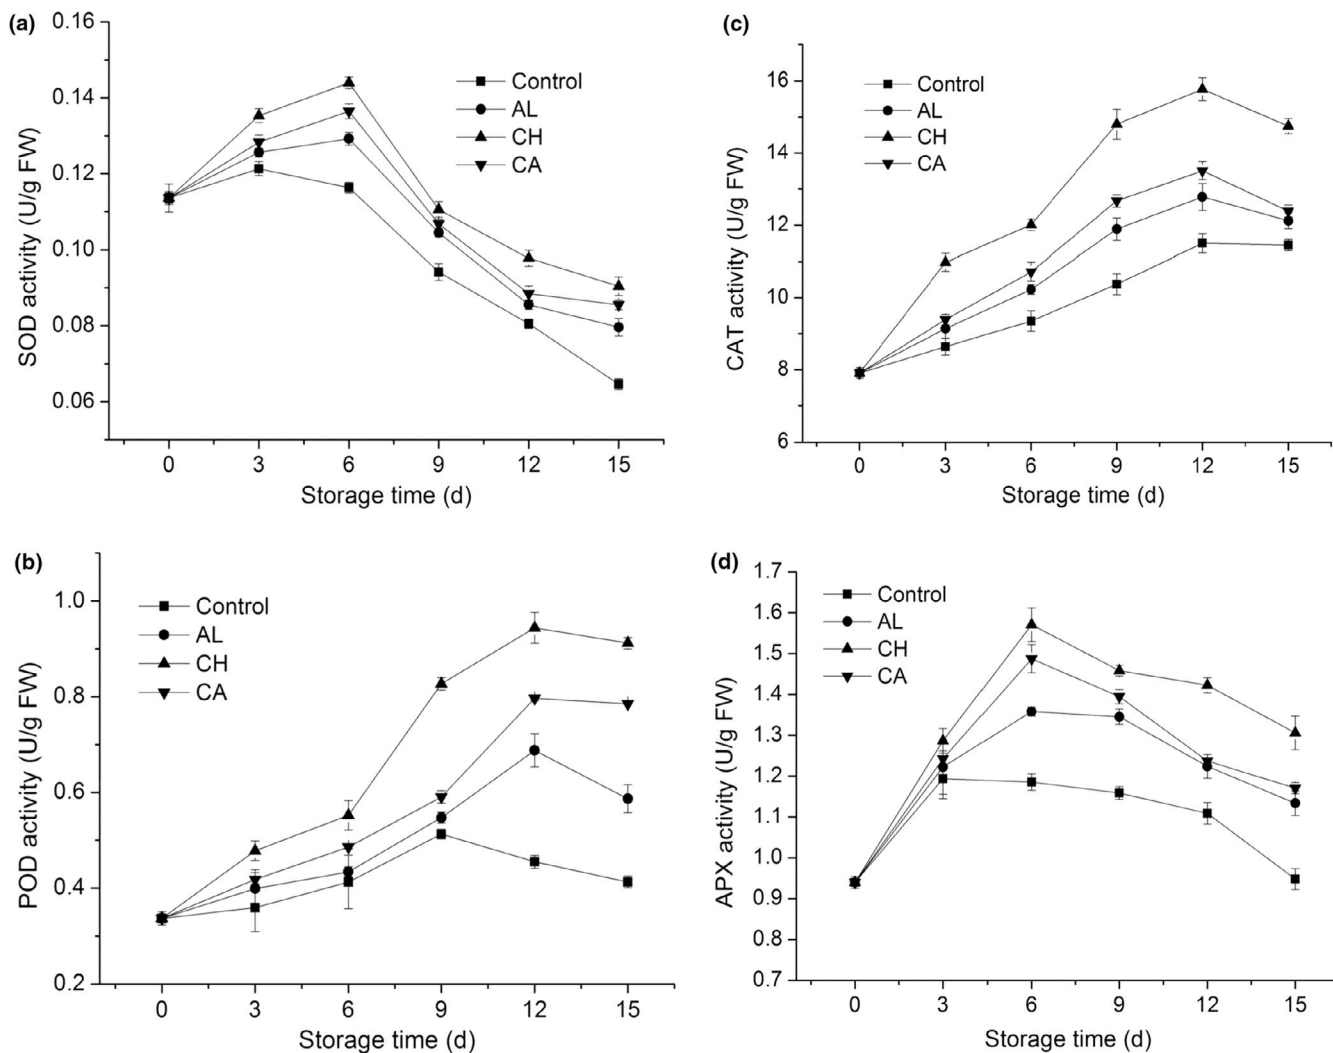 (a)
SOD activity (U/g FW)
0.16
0.14
0.12
0.10
0.08
0.06
Control
AL
CH
CA
0 3 6 9 12 15
Storage time (d)
(c)
CAT activity (U/g FW)
16
14
12
10
8
6
Control
AL
CH
CA
0 3 6 9 12 15
Storage time (d)
(b)
POD activity (U/g FW)
1.0
0.8
0.6
0.4
0.2
Control
AL
CH
CA
0 3 6 9 12 15
Storage time (d)
(d)
APX activity (U/g FW)
1.7
1.6
1.5
1.4
1.3
1.2
1.1
1.0
0.9
0.8
0.7
Control
AL
CH
CA
0 3 6 9 12 15
Storage time (d)